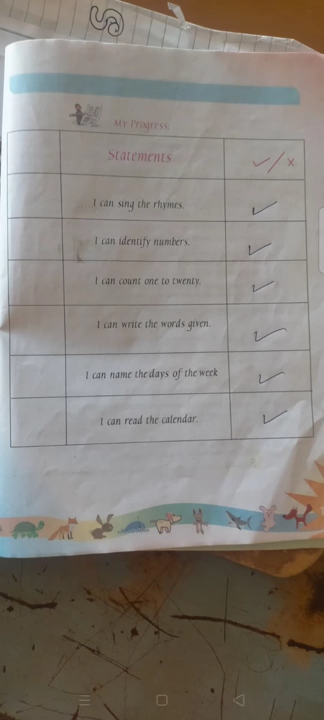 My Progress.
Statements ✓/×
I can sing the rhymes. ✓
I can identify numbers. ✓
I can count one to twenty. ✓
I can write the words given. ✓
I can name the days of the week ✓
I can read the calendar. ✓